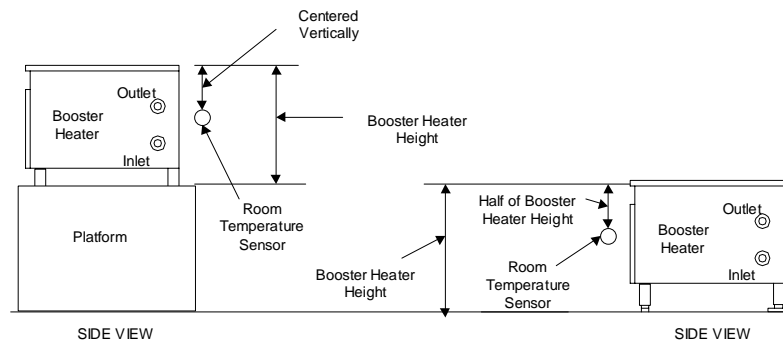 Centered
Vertically
Outlet
Booster
Heater
Inlet
Booster Heater
Height
Room
Temperature
Sensor
Platform
SIDE VIEW
Half of Booster
Heater Height
Outlet
Booster
Heater
Inlet
Booster Heater
Height
Room
Temperature
Sensor
SIDE VIEW